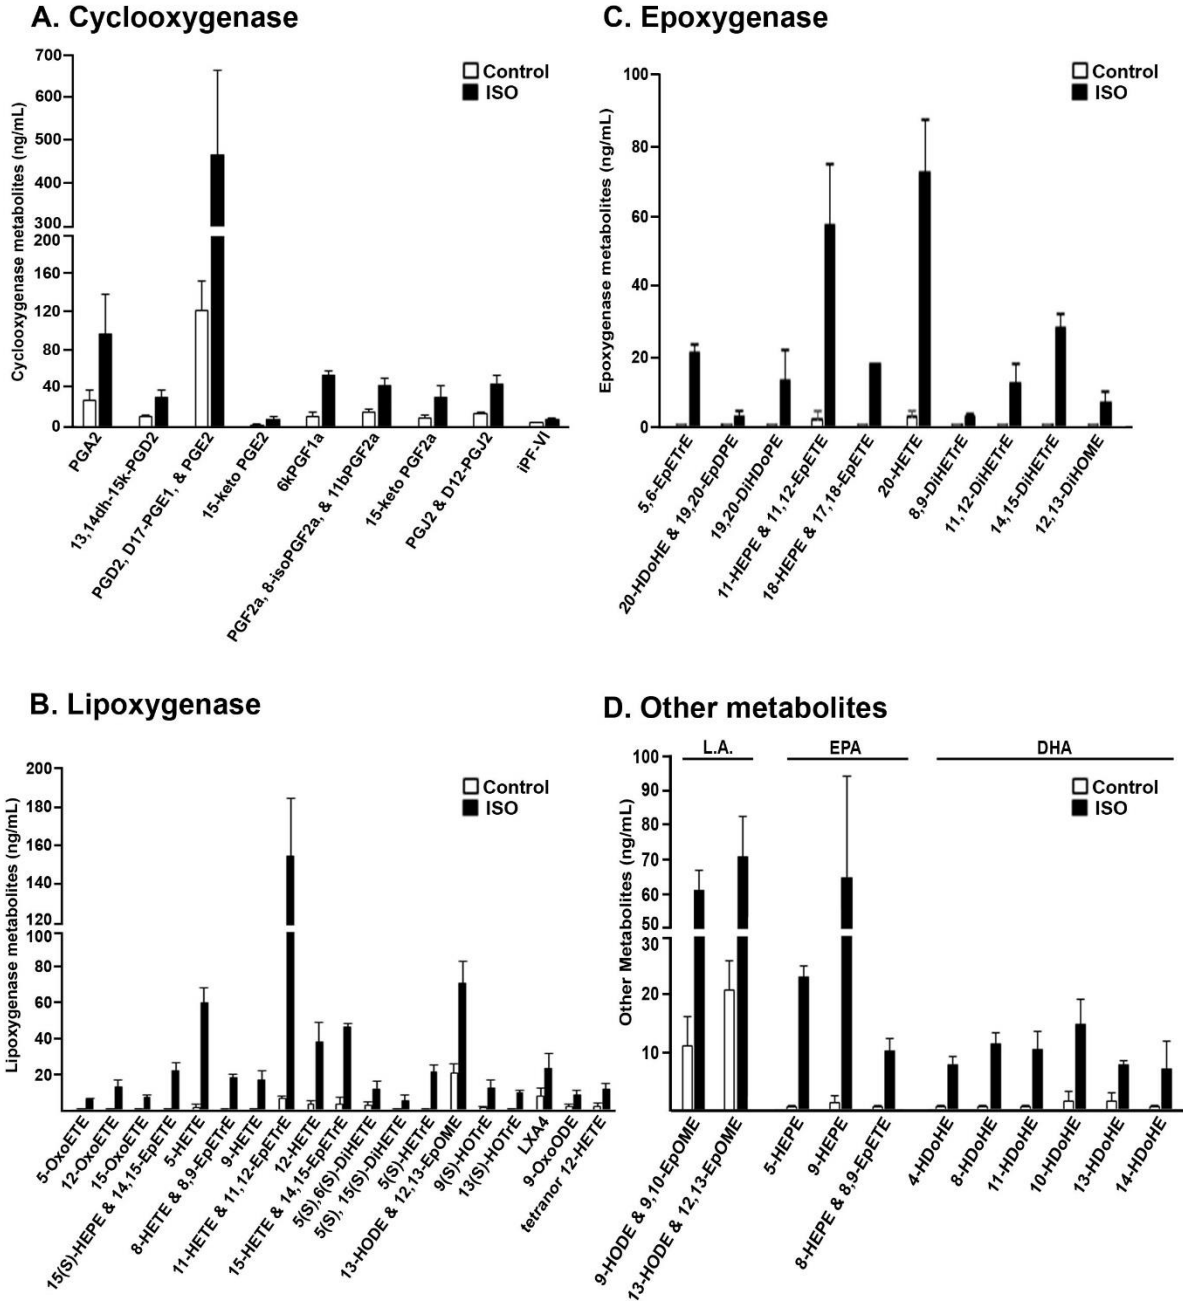 A. Cyclooxygenase
Cyclooxygenase metabolites (ng/mL)
700
600
500
400
300
200
160
120
80
40
0
Control
ISO
PGA2
13,14dh-15k-PGD2
PGD2, D17-PGE1, & PGE2
15-keto PGE2
6kPGF1a
PGF2a, 8-isoPGF2a, & 11bPGF2a
15-keto PGF2a
PGJ2 & D12-PGJ2
iPF-VI
C. Epoxygenase
Epoxygenase metabolites (ng/mL)
100
80
60
40
20
0
Control
ISO
5,6-EpETrE
20-HDoHE & 19,20-EpDPE
19,20-DiHDoPE
11-HEPE & 11,12-EpETE
18-HEPE & 17,18-EpETE
20-HETE
8,9-DiHETrE
11,12-DiHETrE
14,15-DiHETrE
12,13-DiHOME
B. Lipoxygenase
Lipoxygenase metabolites (ng/mL)
200
180
160
140
120
100
80
60
40
20
Control
ISO
5-OxoETE
12-OxoETE
15-OxoETE
15(S)-HEPE & 14,15-EpETE
5-HETE
8-HETE & 8,9-EpETrE
9-HETE
11-HETE & 11,12-EpETrE
12-HETE
15-HETE & 14,15-EpETrE
5(S),6(S)-DiHETE
5(S), 15(S)-DiHETE
5(S)-HETrE
13-HODE & 12,13-EpOME
9(S)-HOTrE
13(S)-HOTrE
LXA4
9-OxoODE
tetranor 12-HETE
D. Other metabolites
Other Metabolites (ng/mL)
L.A.
EPA
DHA
100
90
80
70
60
50
30
20
10
Control
ISO
9-HODE & 9,10-EpOME
13-HODE & 12,13-EpOME
5-HEPE
9-HEPE
8-HEPE & 8,9-EpETE
4-HDoHE
8-HDoHE
11-HDoHE
10-HDoHE
13-HDoHE
14-HDoHE